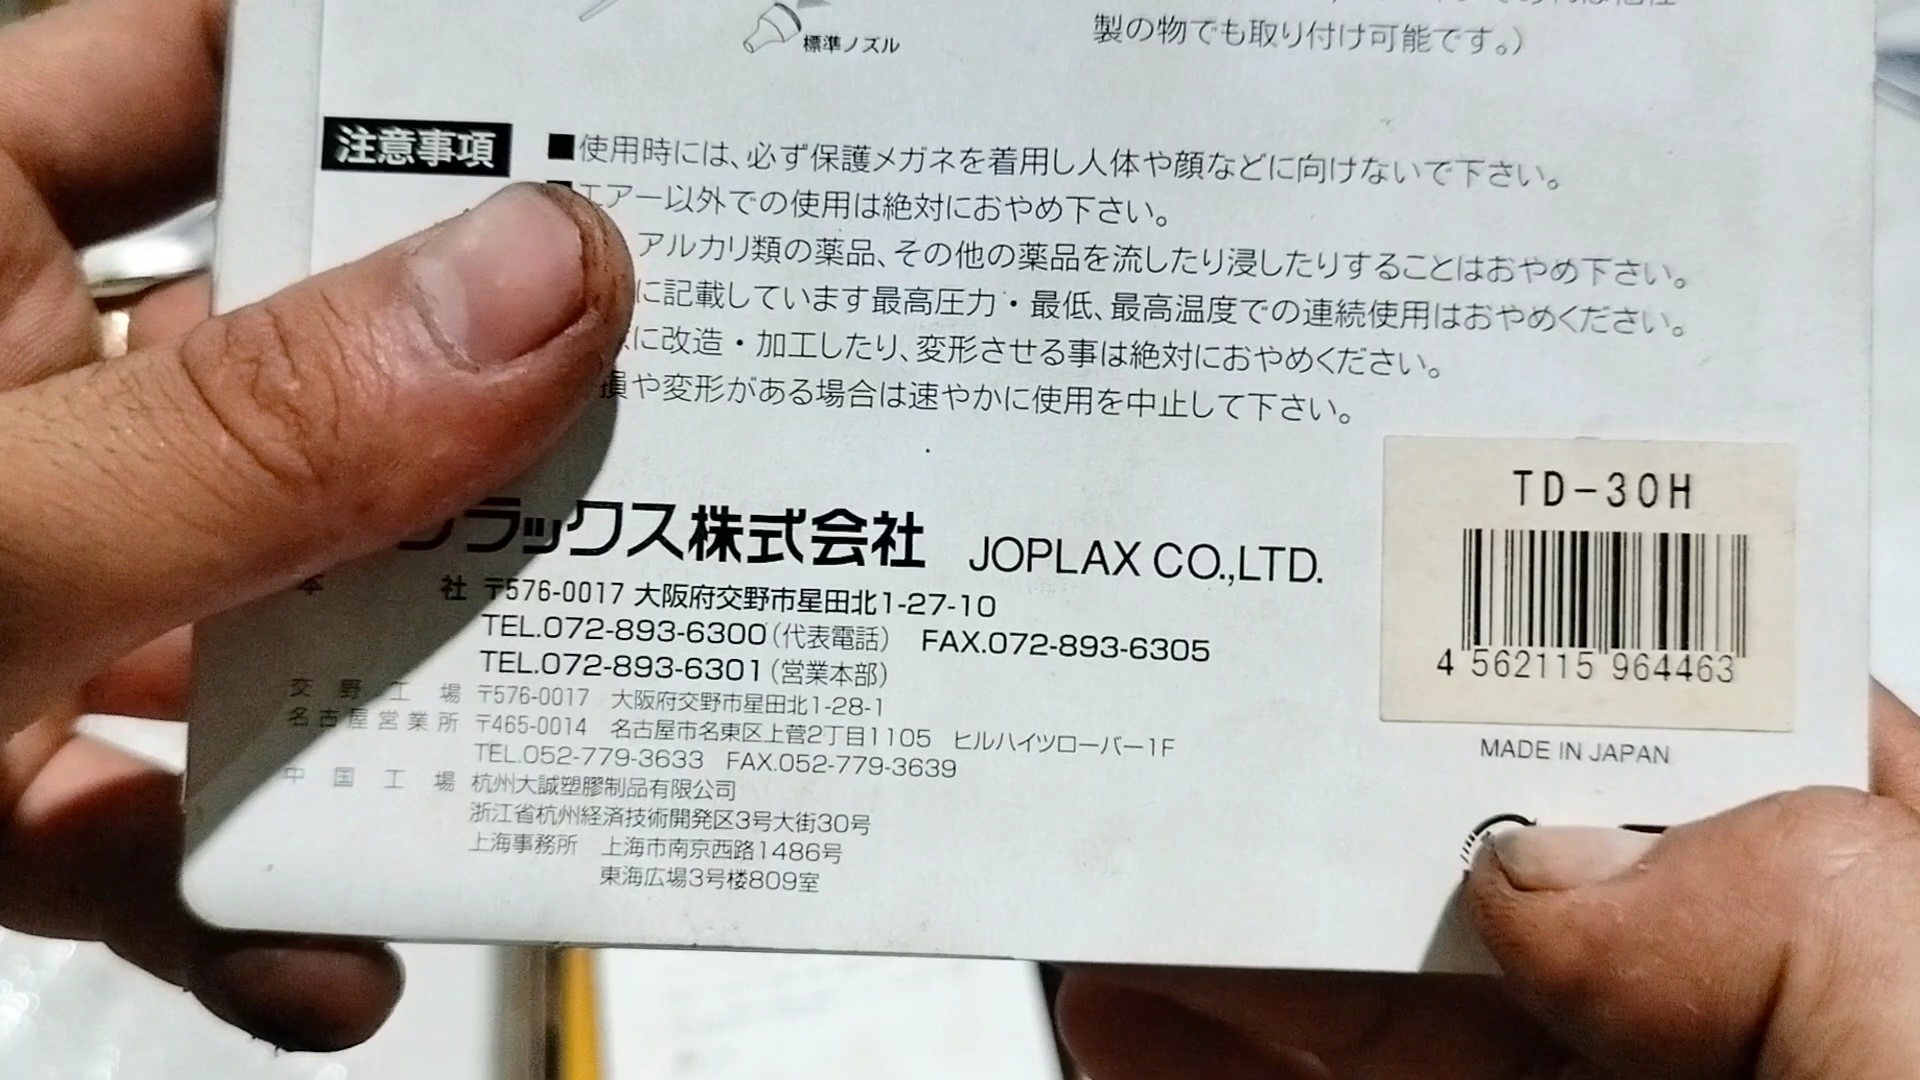 標準ノズル
製の物でも取り付け可能です。)
注意事項
■使用時には、必ず保護メガネを着用し人体や顔などに向けないで下さい。
エアー以外での使用は絶対におやめ下さい。
アルカリ類の薬品、その他の薬品を流したり浸したりすることはおやめ下さい。
に記載しています最高圧力・最低、最高温度での連続使用はおやめください。
に改造・加工したり、変形させる事は絶対におやめください。
損や変形がある場合は速やかに使用を中止して下さい。
ラックス株式会社 JOPLAX CO.,LTD.
本社 〒576-0017 大阪府交野市星田北1-27-10
TEL.072-893-6300(代表電話) FAX.072-893-6305
TEL.072-893-6301(営業本部)
交野工場 〒576-0017 大阪府交野市星田北1-28-1
名古屋営業所 〒465-0014 名古屋市名東区上菅2丁目1105 ヒルハイツローバー1F
TEL.052-779-3633 FAX.052-779-3639
中国工場 杭州大誠塑膠制品有限公司
浙江省杭州経済技術開発区3号大街30号
上海事務所 上海市南京西路1486号
東海広場3号楼809室
TD-30H
4 562115 964463
MADE IN JAPAN